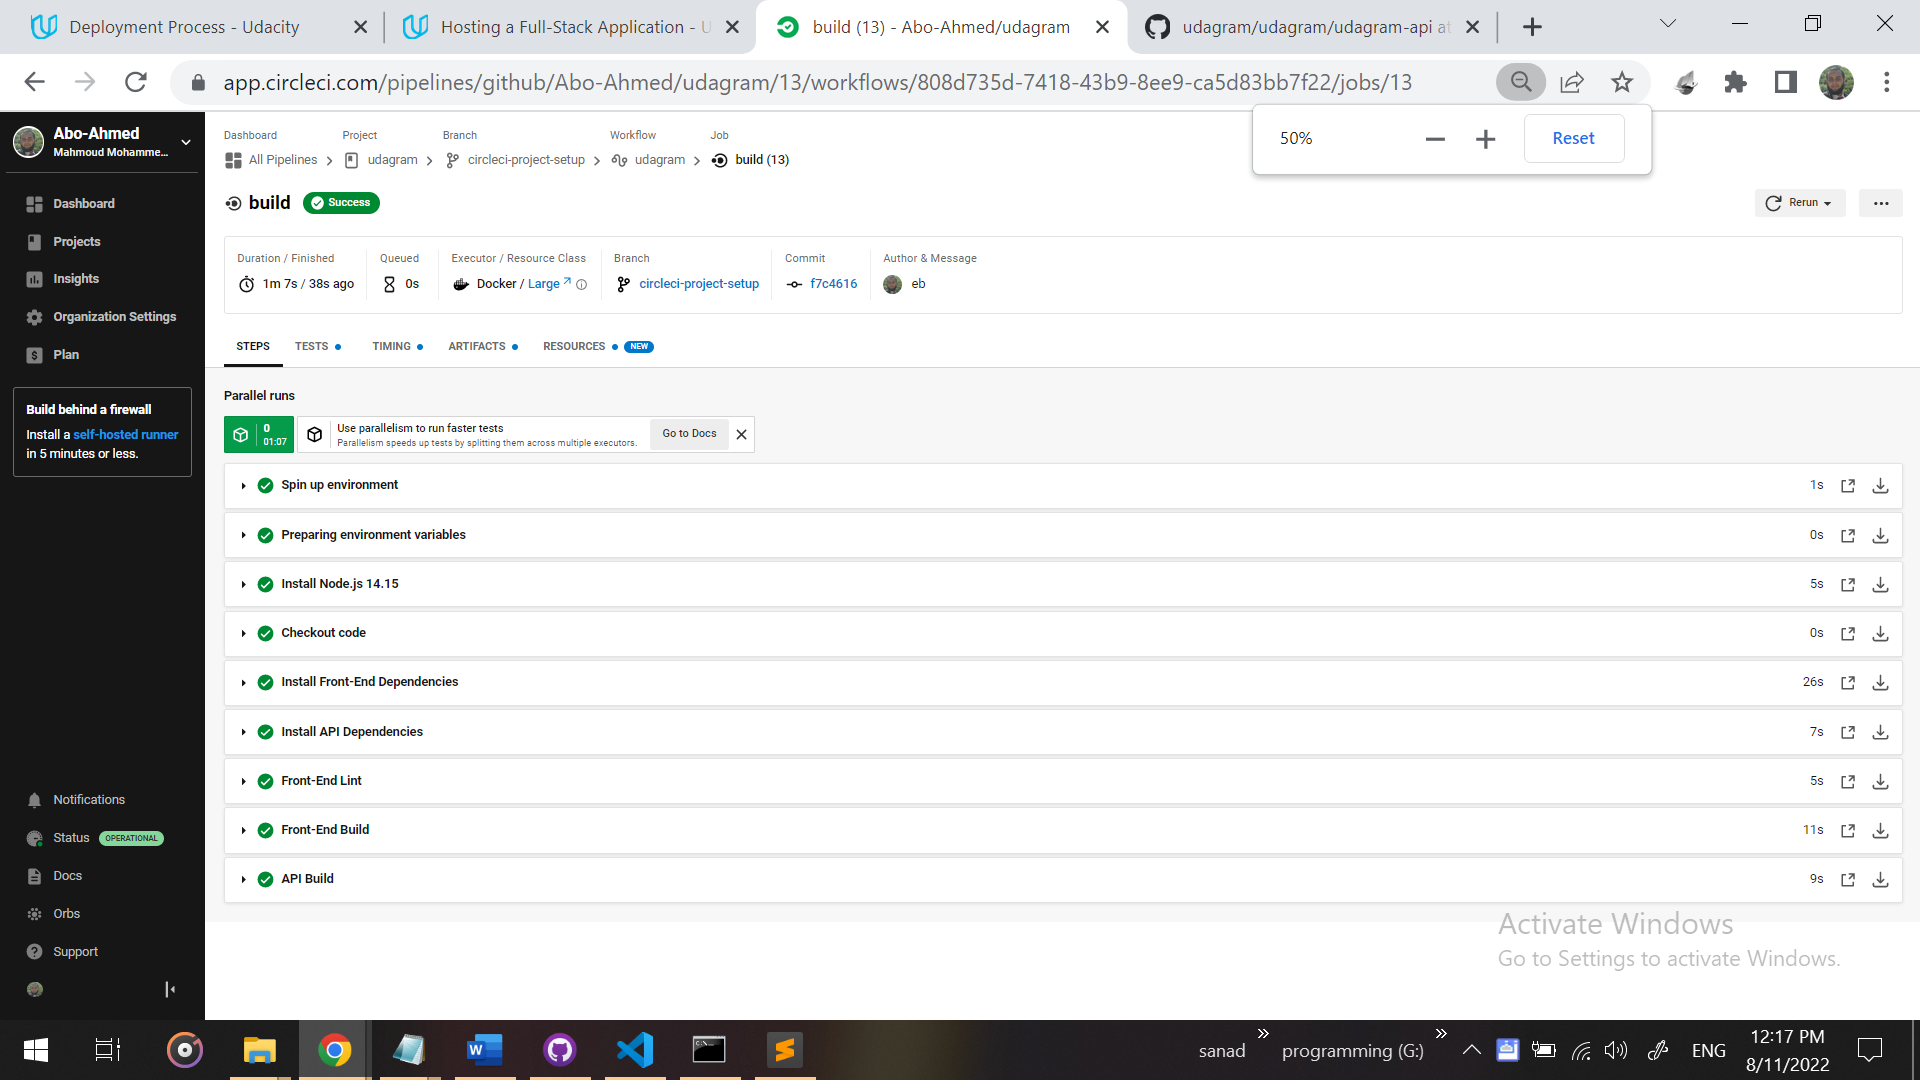 Deployment Process - Udacity
Hosting a Full-Stack Application - U
build (13) - Abo-Ahmed/udagram
udagram/udagram/udagram-api at
app.circleci.com/pipelines/github/Abo-Ahmed/udagram/13/workflows/808d735d-7418-43b9-8ee9-ca5d83bb7f22/jobs/13
50%
Reset
Abo-Ahmed
Mahmoud Mohamme...
Dashboard
Projects
Insights
Organization Settings
Plan
Build behind a firewall
Install a self-hosted runner
in 5 minutes or less.
Notifications
Status OPERATIONAL
Docs
Orbs
Support
Dashboard Project Branch Workflow Job
All Pipelines udagram circleci-project-setup udagram build (13)
build Success
Rerun
Duration / Finished Queued Executor / Resource Class Branch Commit Author & Message
1m 7s / 38s ago 0s Docker / Large circleci-project-setup f7c4616 eb
STEPS TESTS TIMING ARTIFACTS RESOURCES NEW
Parallel runs
0
01:07
Use parallelism to run faster tests
Parallelism speeds up tests by splitting them across multiple executors.
Go to Docs
Spin up environment 1s
Preparing environment variables 0s
Install Node.js 14.15 5s
Checkout code 0s
Install Front-End Dependencies 26s
Install API Dependencies 7s
Front-End Lint 5s
Front-End Build 11s
API Build 9s
Activate Windows
Go to Settings to activate Windows.
sanad
programming (G:)
ENG
12:17 PM
8/11/2022